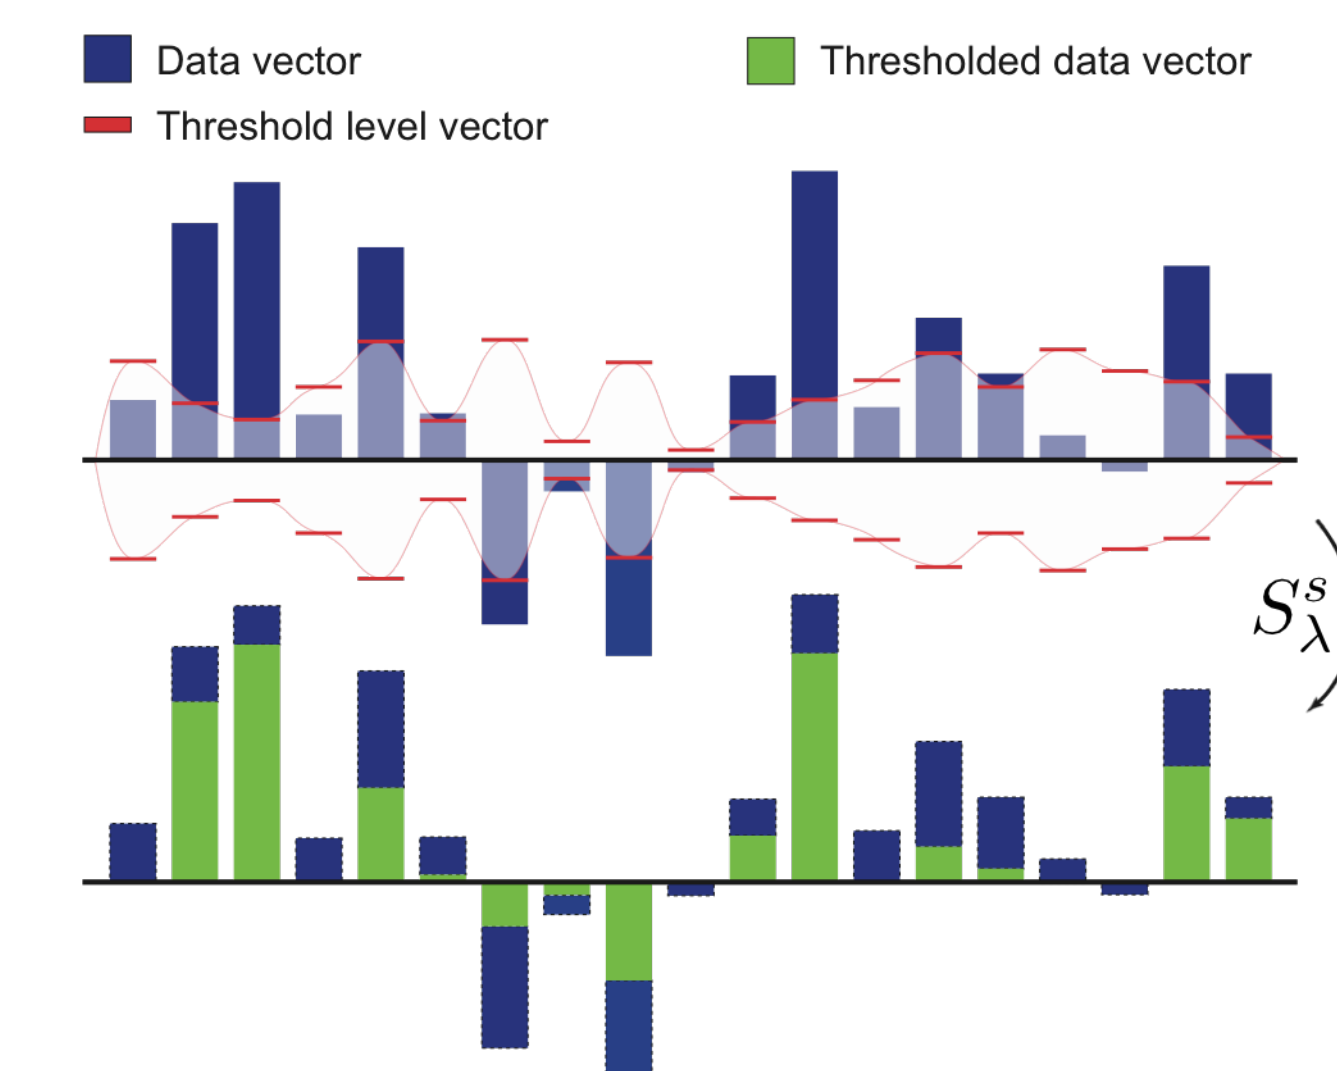 Data vector
Thresholded data vector
Threshold level vector
S^s_λ